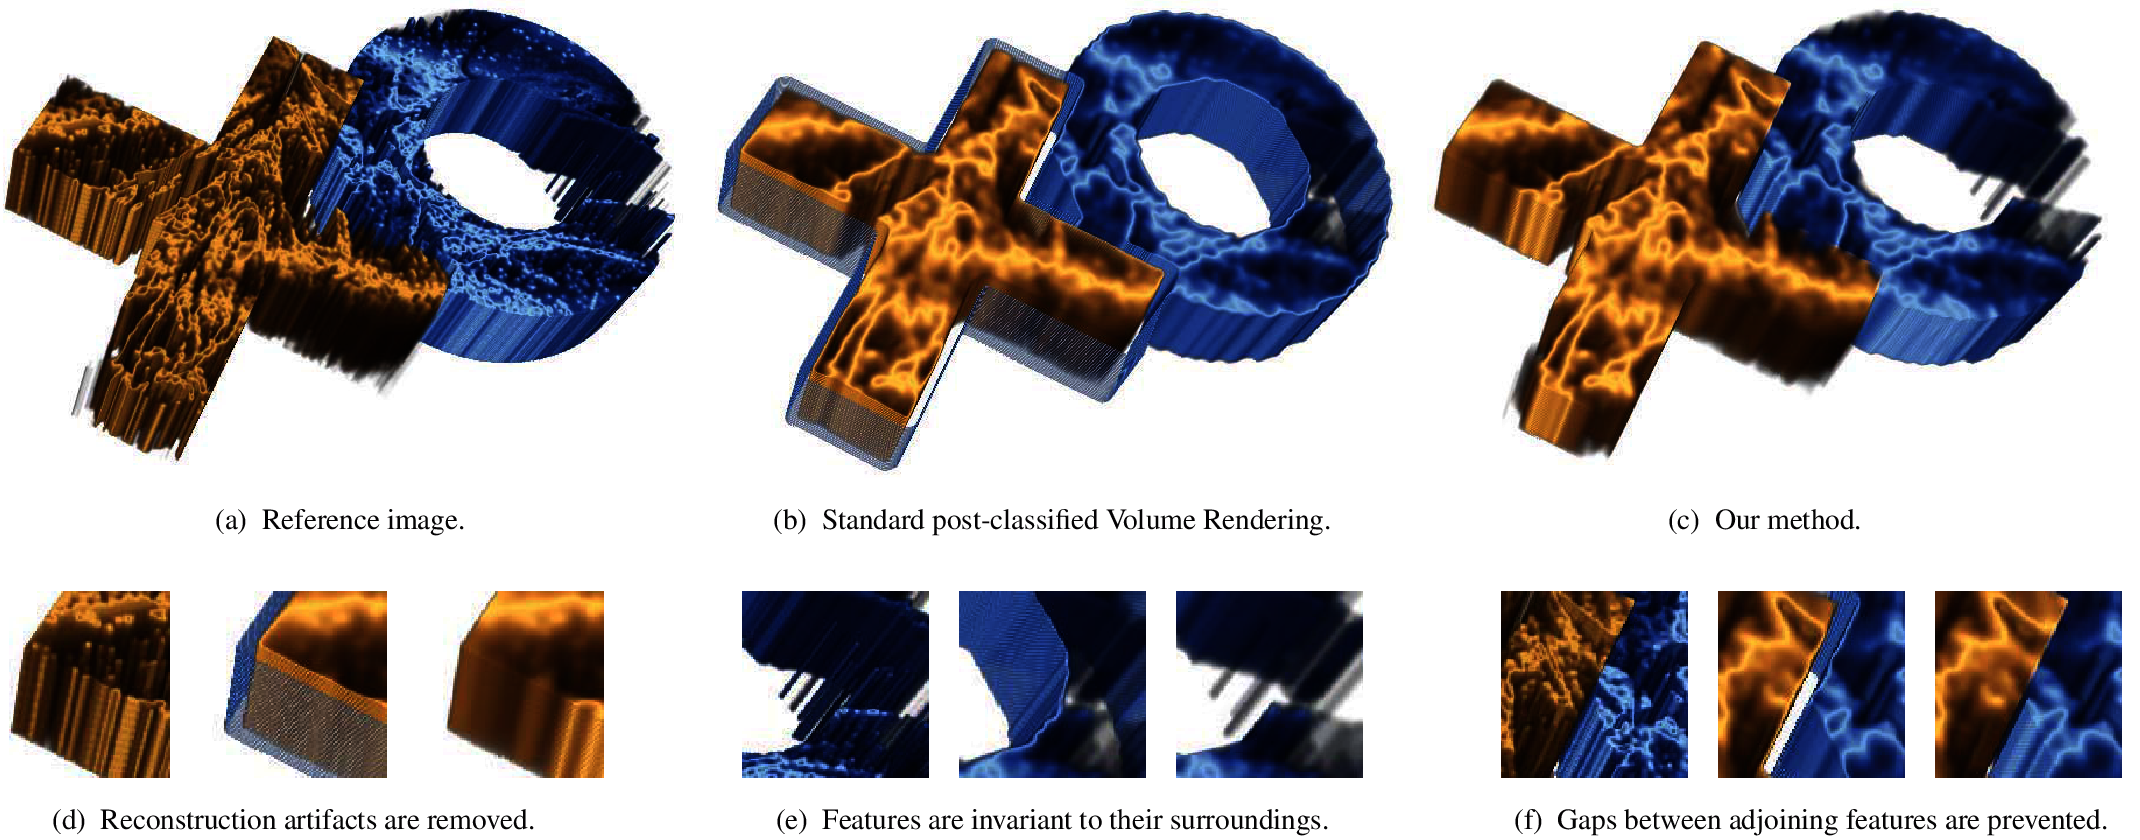 (a) Reference image.
(b) Standard post-classified Volume Rendering.
(c) Our method.
(d) Reconstruction artifacts are removed.
(e) Features are invariant to their surroundings.
(f) Gaps between adjoining features are prevented.